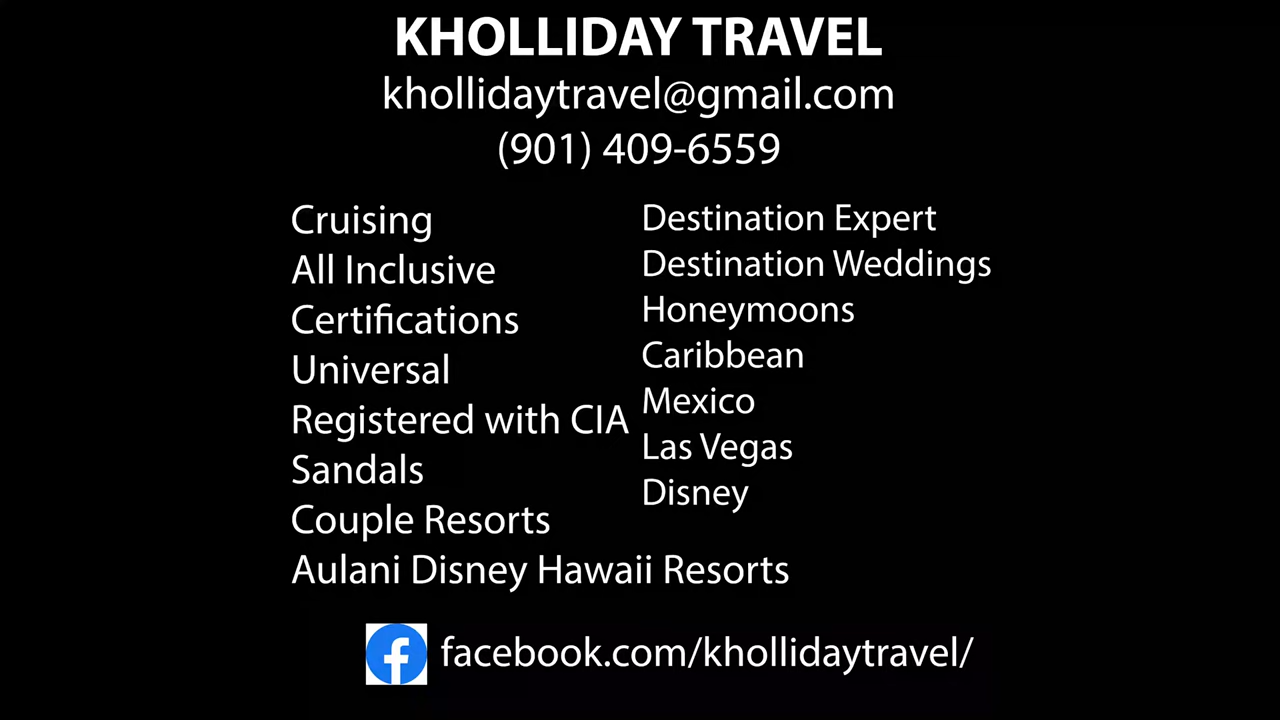 KHOLLIDAY TRAVEL
khollidaytravel@gmail.com
(901) 409-6559
Cruising
All Inclusive
Certifications
Universal
Registered with CIA
Sandals
Couple Resorts
Aulani Disney Hawaii Resorts
Destination Expert
Destination Weddings
Honeymoons
Caribbean
Mexico
Las Vegas
Disney
facebook.com/khollidaytravel/